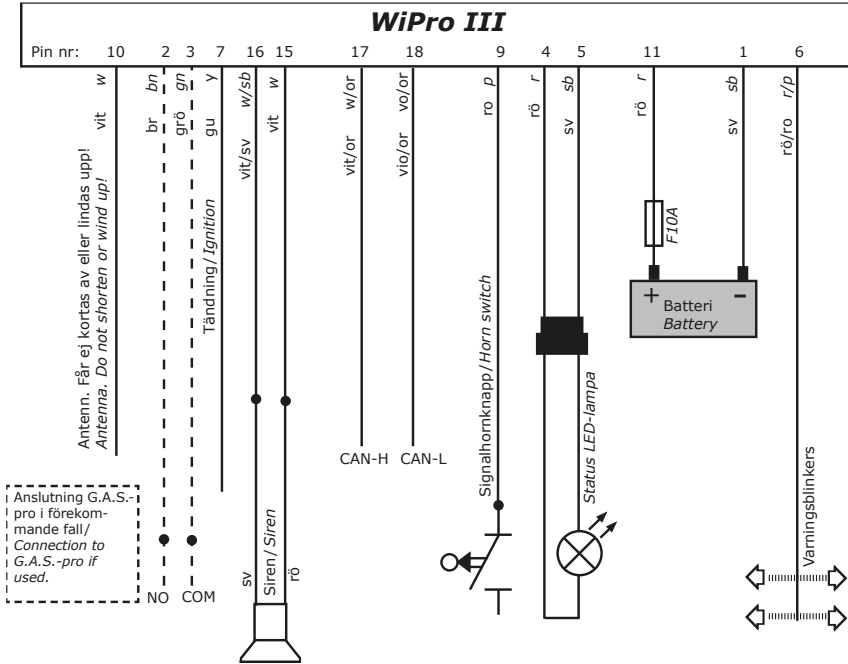 WiPro III
Pin nr: 10 2 3 7 16 15 17 18 9 4 5 11 1 6
vit w
br bn
grö gn
gu y
vit/sv w/sb
vit w
vit/or w/or
vio/or vo/or
ro p
rö r
sv sb
rö r
sv sb
rö/ro r/p
Antenn. Får ej kortas av eller lindas upp!
Antenna. Do not shorten or wind up!
Tändning/Ignition
F10A
+ -
Batteri
Battery
CAN-H CAN-L
Signalhornknapp/Horn switch
Status LED-lampa
Varningsblinkers
Anslutning G.A.S.-
pro i förekom-
mande fall/
Connection to
G.A.S.-pro if
used.
NO COM
sv
Siren/Siren
rö